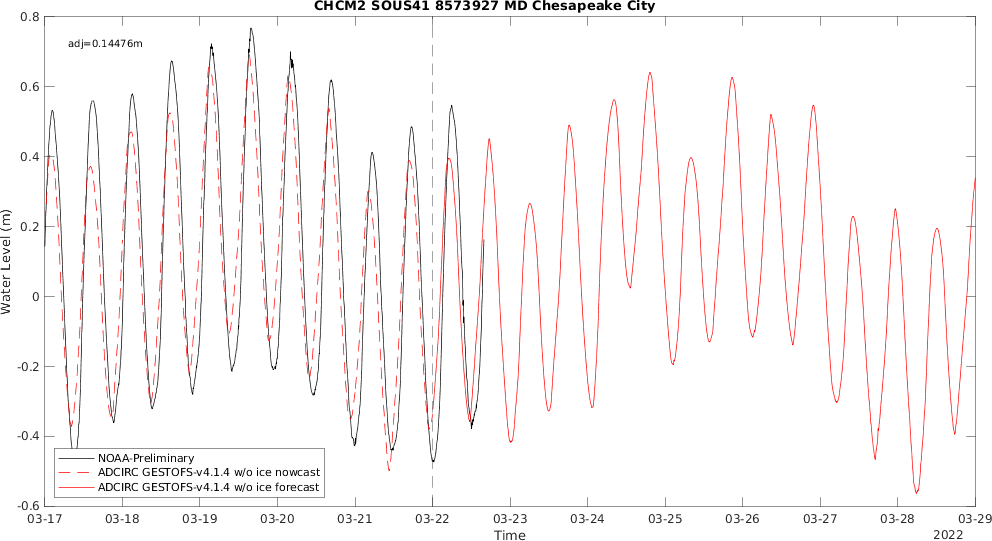 CHCM2 SOUS41 8573927 MD Chesapeake City
adj=0.14476m
Water Level (m)
0.8
0.6
0.4
0.2
0
-0.2
-0.4
-0.6
NOAA-Preliminary
ADCIRC GESTOFS-v4.1.4 w/o ice nowcast
ADCIRC GESTOFS-v4.1.4 w/o ice forecast
03-17 03-18 03-19 03-20 03-21 03-22 03-23 03-24 03-25 03-26 03-27 03-28 03-29
Time
2022